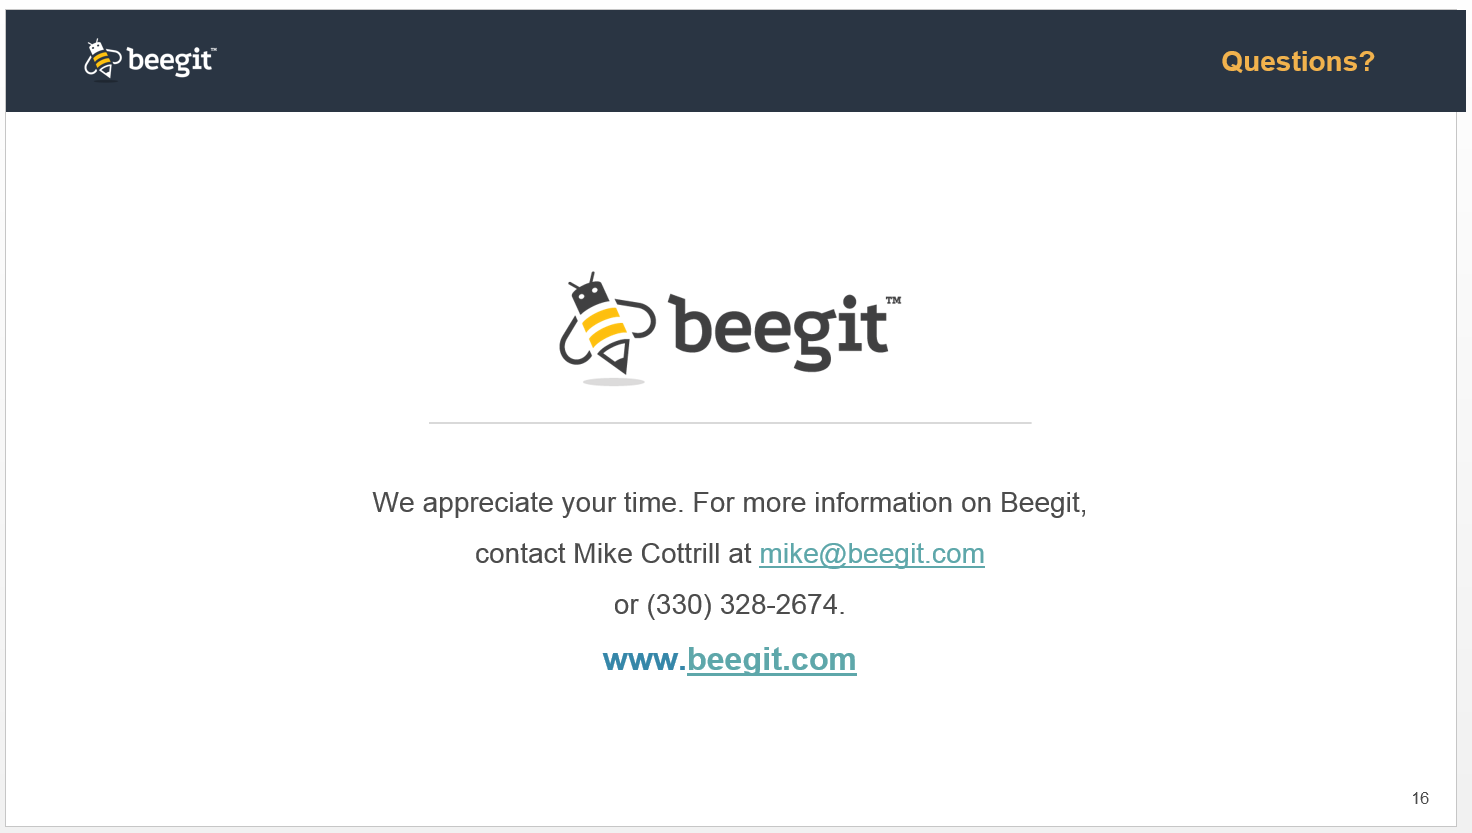 beegit™
Questions?
beegit™
We appreciate your time. For more information on Beegit,
contact Mike Cottrill at mike@beegit.com
or (330) 328-2674.
www.beegit.com
16